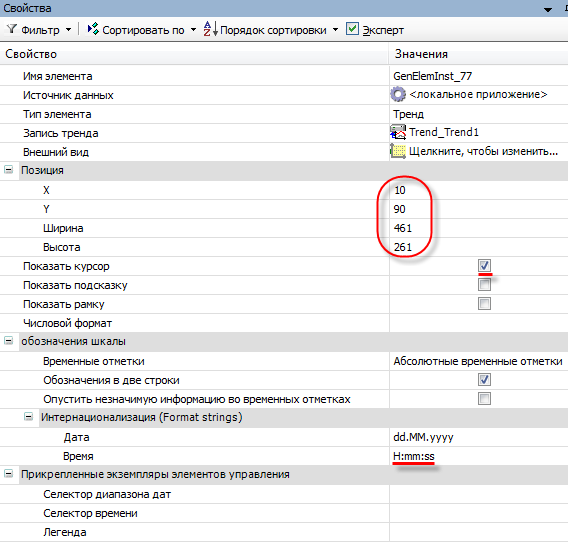 Свойства
Фильтр Сортировать по Порядок сортировки Эксперт
Свойство Значения
Имя элемента GenElemInst_77
Источник данных <локальное приложение>
Тип элемента Тренд
Запись тренда Trend_Trend1
Внешний вид Щелкните, чтобы изменить...
Позиция
X 10
Y 90
Ширина 461
Высота 261
Показать курсор
Показать подсказку
Показать рамку
Числовой формат
обозначения шкалы
Временные отметки Абсолютные временные отметки
Обозначения в две строки
Опустить незначимую информацию во временных отметках
Интернационализация (Format strings)
Дата dd.MM.yyyy
Время H:mm:ss
Прикрепленные экземпляры элементов управления
Селектор диапазона дат
Селектор времени
Легенда